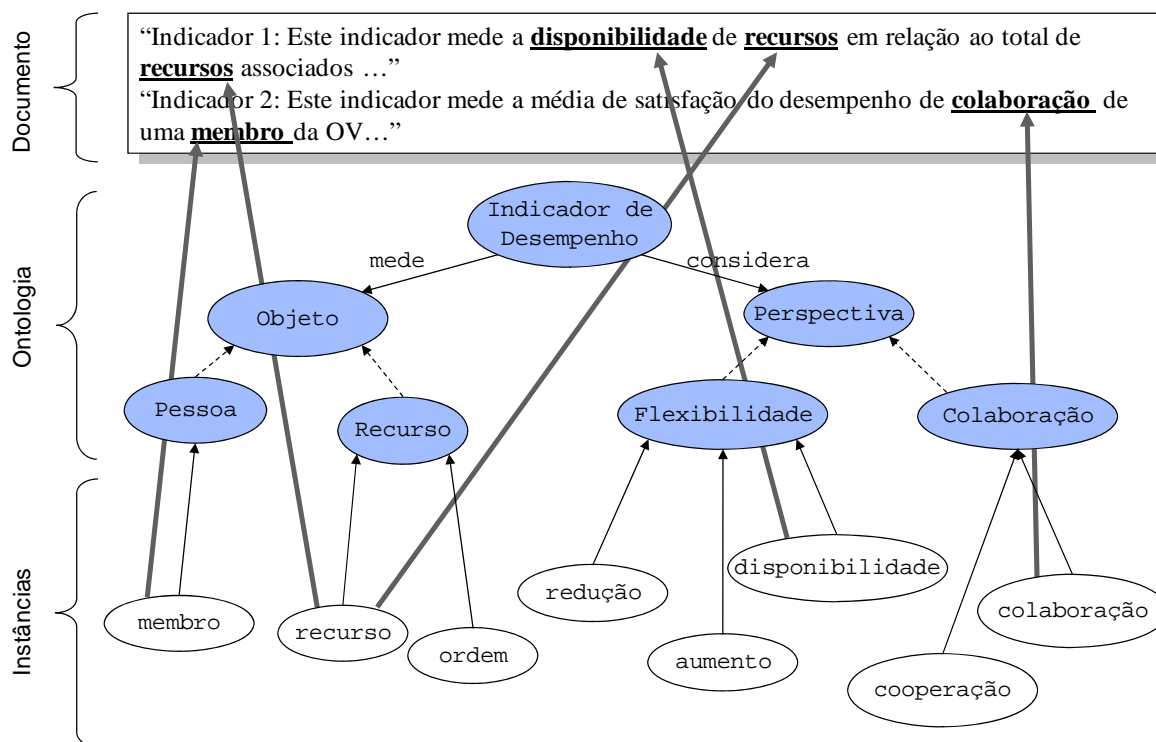 Documento
“Indicador 1: Este indicador mede a disponibilidade de recursos em relação ao total de
recursos associados …”
“Indicador 2: Este indicador mede a média de satisfação do desempenho de colaboração de
uma membro da OV…”
Ontologia
Indicador de
Desempenho
mede
considera
Objeto
Perspectiva
Pessoa
Recurso
Flexibilidade
Colaboração
Instâncias
membro
recurso
ordem
redução
aumento
disponibilidade
cooperação
colaboração